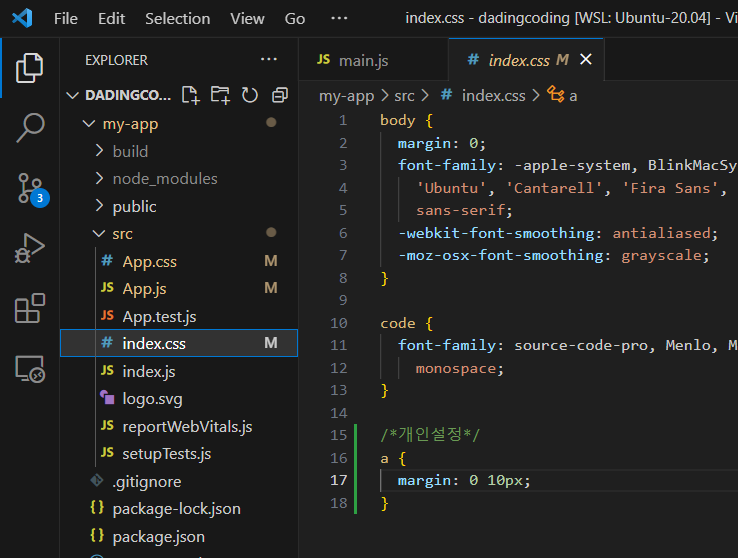 File Edit Selection View Go ··· index.css - dadingcoding [WSL: Ubuntu-20.04]
EXPLORER ···
JS main.js # index.css M ×
DADINGCO...
my-app > src > # index.css > a
my-app
build
node_modules
public
src
# App.css M
JS App.js M
JS App.test.js
# index.css M
JS index.js
logo.svg
JS reportWebVitals.js
JS setupTests.js
.gitignore
{} package-lock.json
{} package.json
3
1 body {
2 margin: 0;
3 font-family: -apple-system, BlinkMacSy
4 'Ubuntu', 'Cantarell', 'Fira Sans',
5 sans-serif;
6 -webkit-font-smoothing: antialiased;
7 -moz-osx-font-smoothing: grayscale;
8 }
9
10 code {
11 font-family: source-code-pro, Menlo, M
12 monospace;
13 }
14
15 /*개인설정*/
16 a {
17 margin: 0 10px;
18 }